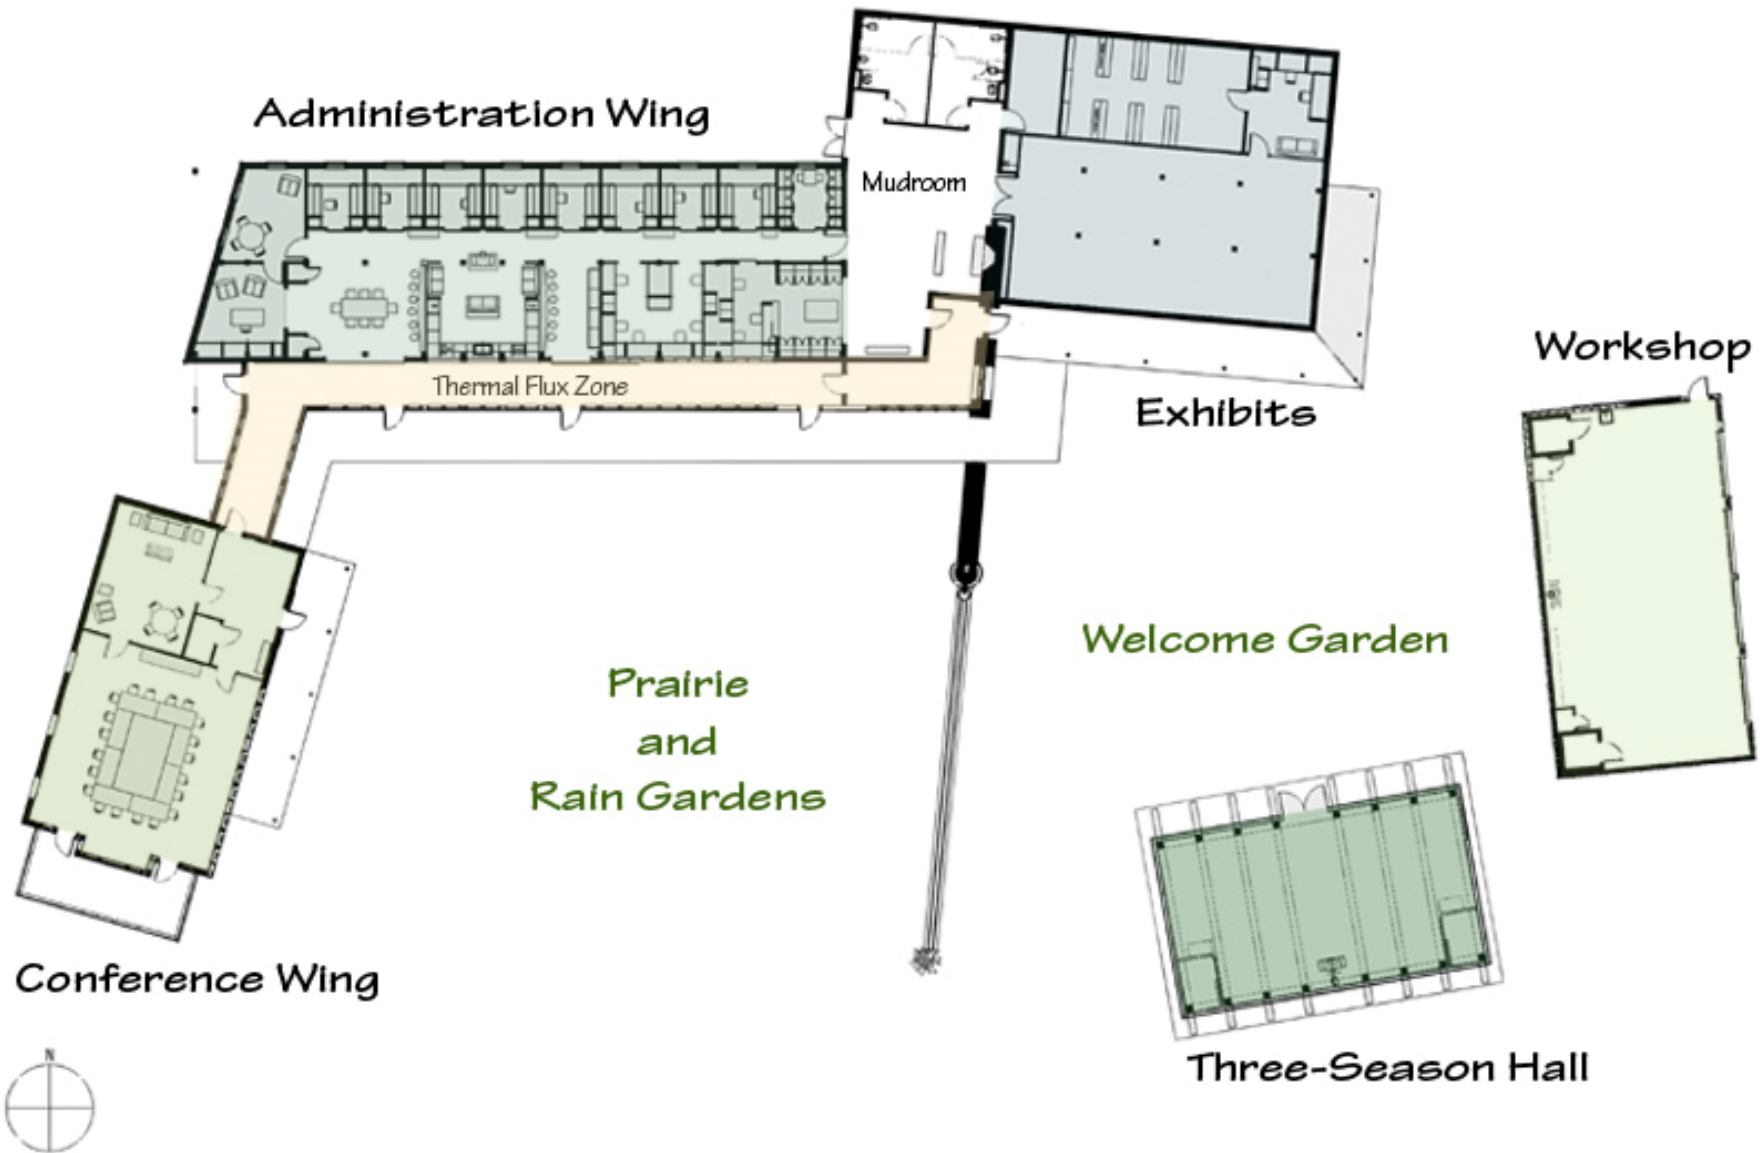 Administration Wing
Mudroom
Thermal Flux Zone
Workshop
Exhibits
Welcome Garden
Prairie
and
Rain Gardens
Conference Wing
Three-Season Hall
N